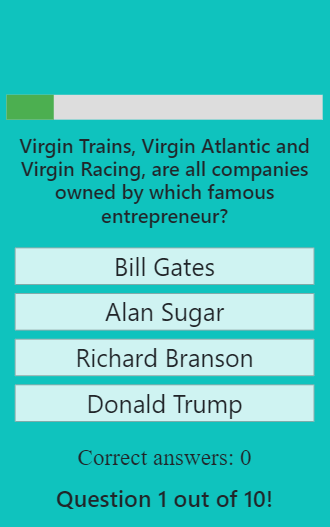 Virgin Trains, Virgin Atlantic and
Virgin Racing, are all companies
owned by which famous
entrepreneur?
Bill Gates
Alan Sugar
Richard Branson
Donald Trump
Correct answers: 0
Question 1 out of 10!